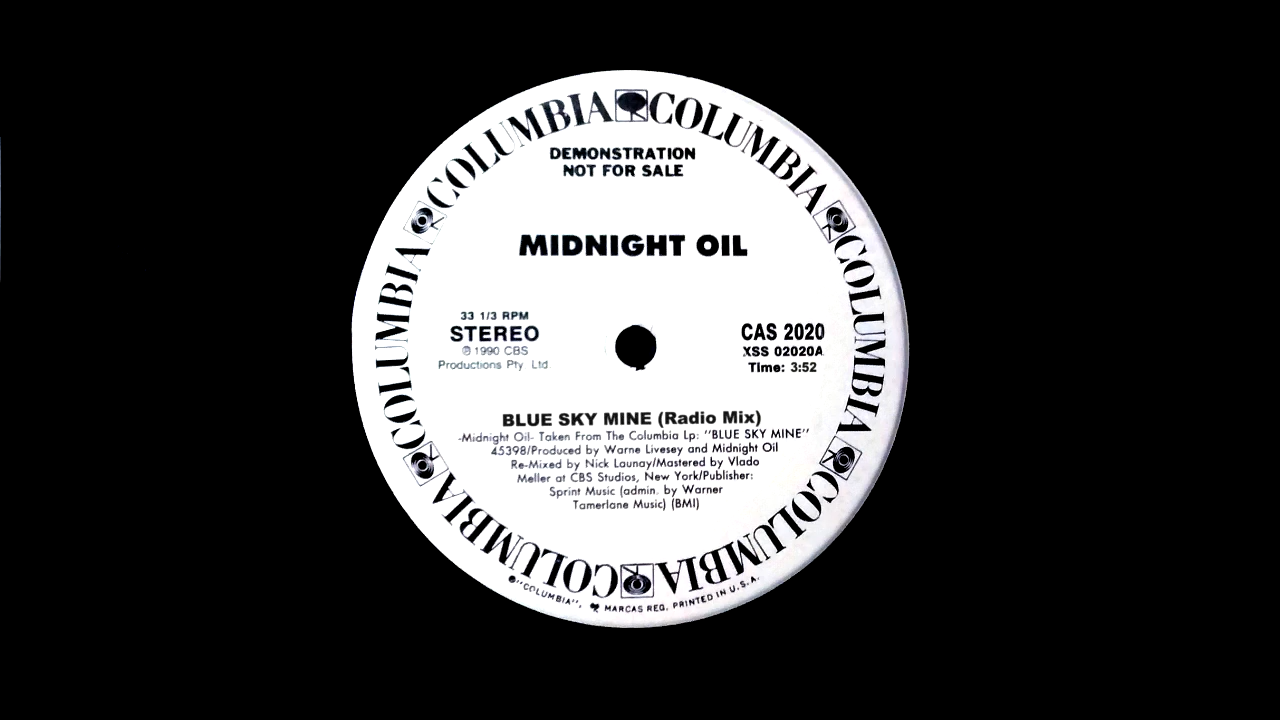 COLUMBIA COLUMBIA COLUMBIA COLUMBIA COLUMBIA COLUMBIA COLUMBIA COLUMBIA
DEMONSTRATION
NOT FOR SALE
MIDNIGHT OIL
33 1/3 RPM
STEREO
℗ 1990 CBS
Productions Pty. Ltd.
CAS 2020
XSS 02020A
Time: 3:52
BLUE SKY MINE (Radio Mix)
-Midnight Oil- Taken From The Columbia Lp: "BLUE SKY MINE"
45398/Produced by Warne Livesey and Midnight Oil
Re-Mixed by Nick Launay/Mastered by Vlado
Meller at CBS Studios, New York/Publisher:
Sprint Music (admin. by Warner
Tamerlane Music) (BMI)
"COLUMBIA", MARCAS REG. PRINTED IN U.S.A.